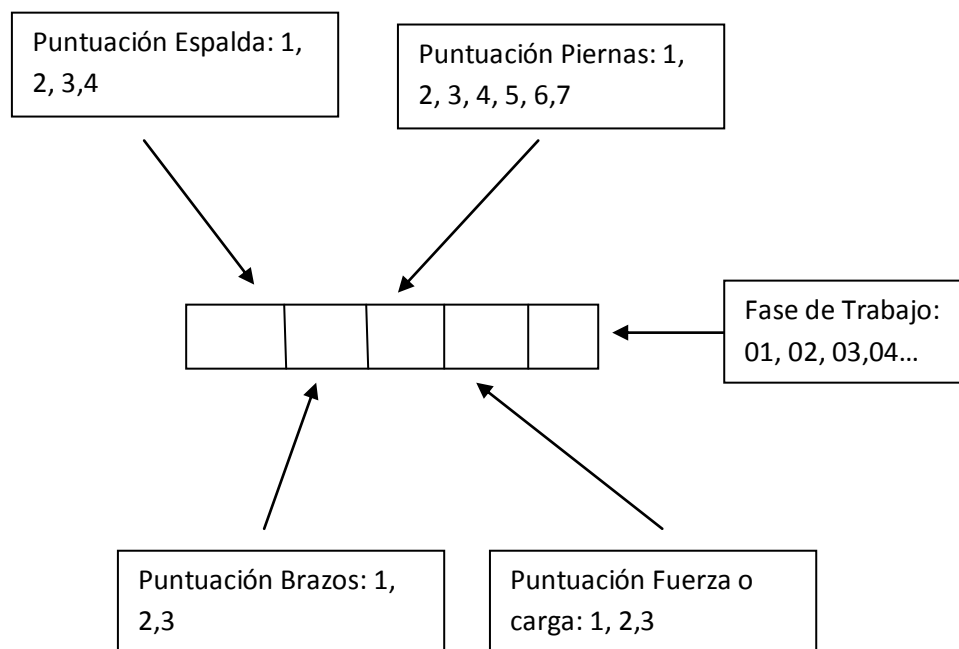 Puntuación Espalda: 1,
2, 3,4
Puntuación Piernas: 1,
2, 3, 4, 5, 6,7
Fase de Trabajo:
01, 02, 03,04...
Puntuación Brazos: 1,
2,3
Puntuación Fuerza o
carga: 1, 2,3